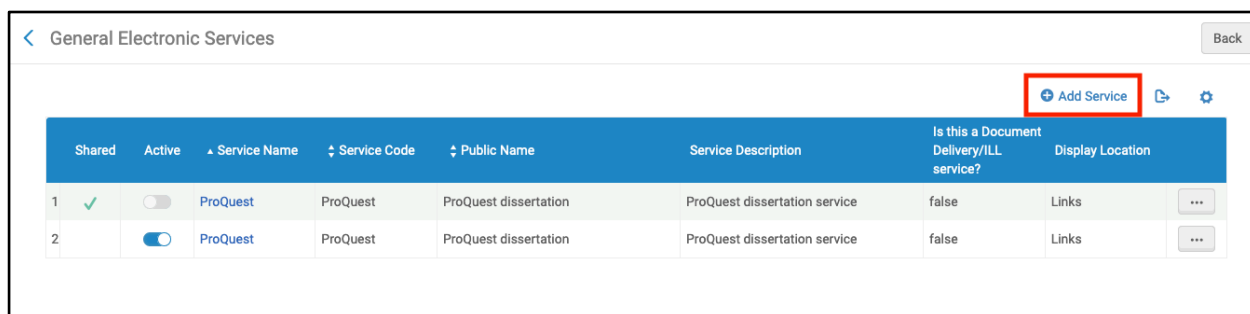 General Electronic Services
Back
Add Service
Shared Active Service Name Service Code Public Name Service Description Is this a Document Delivery/ILL service? Display Location
1 ProQuest ProQuest ProQuest dissertation ProQuest dissertation service false Links ...
2 ProQuest ProQuest ProQuest dissertation ProQuest dissertation service false Links ...